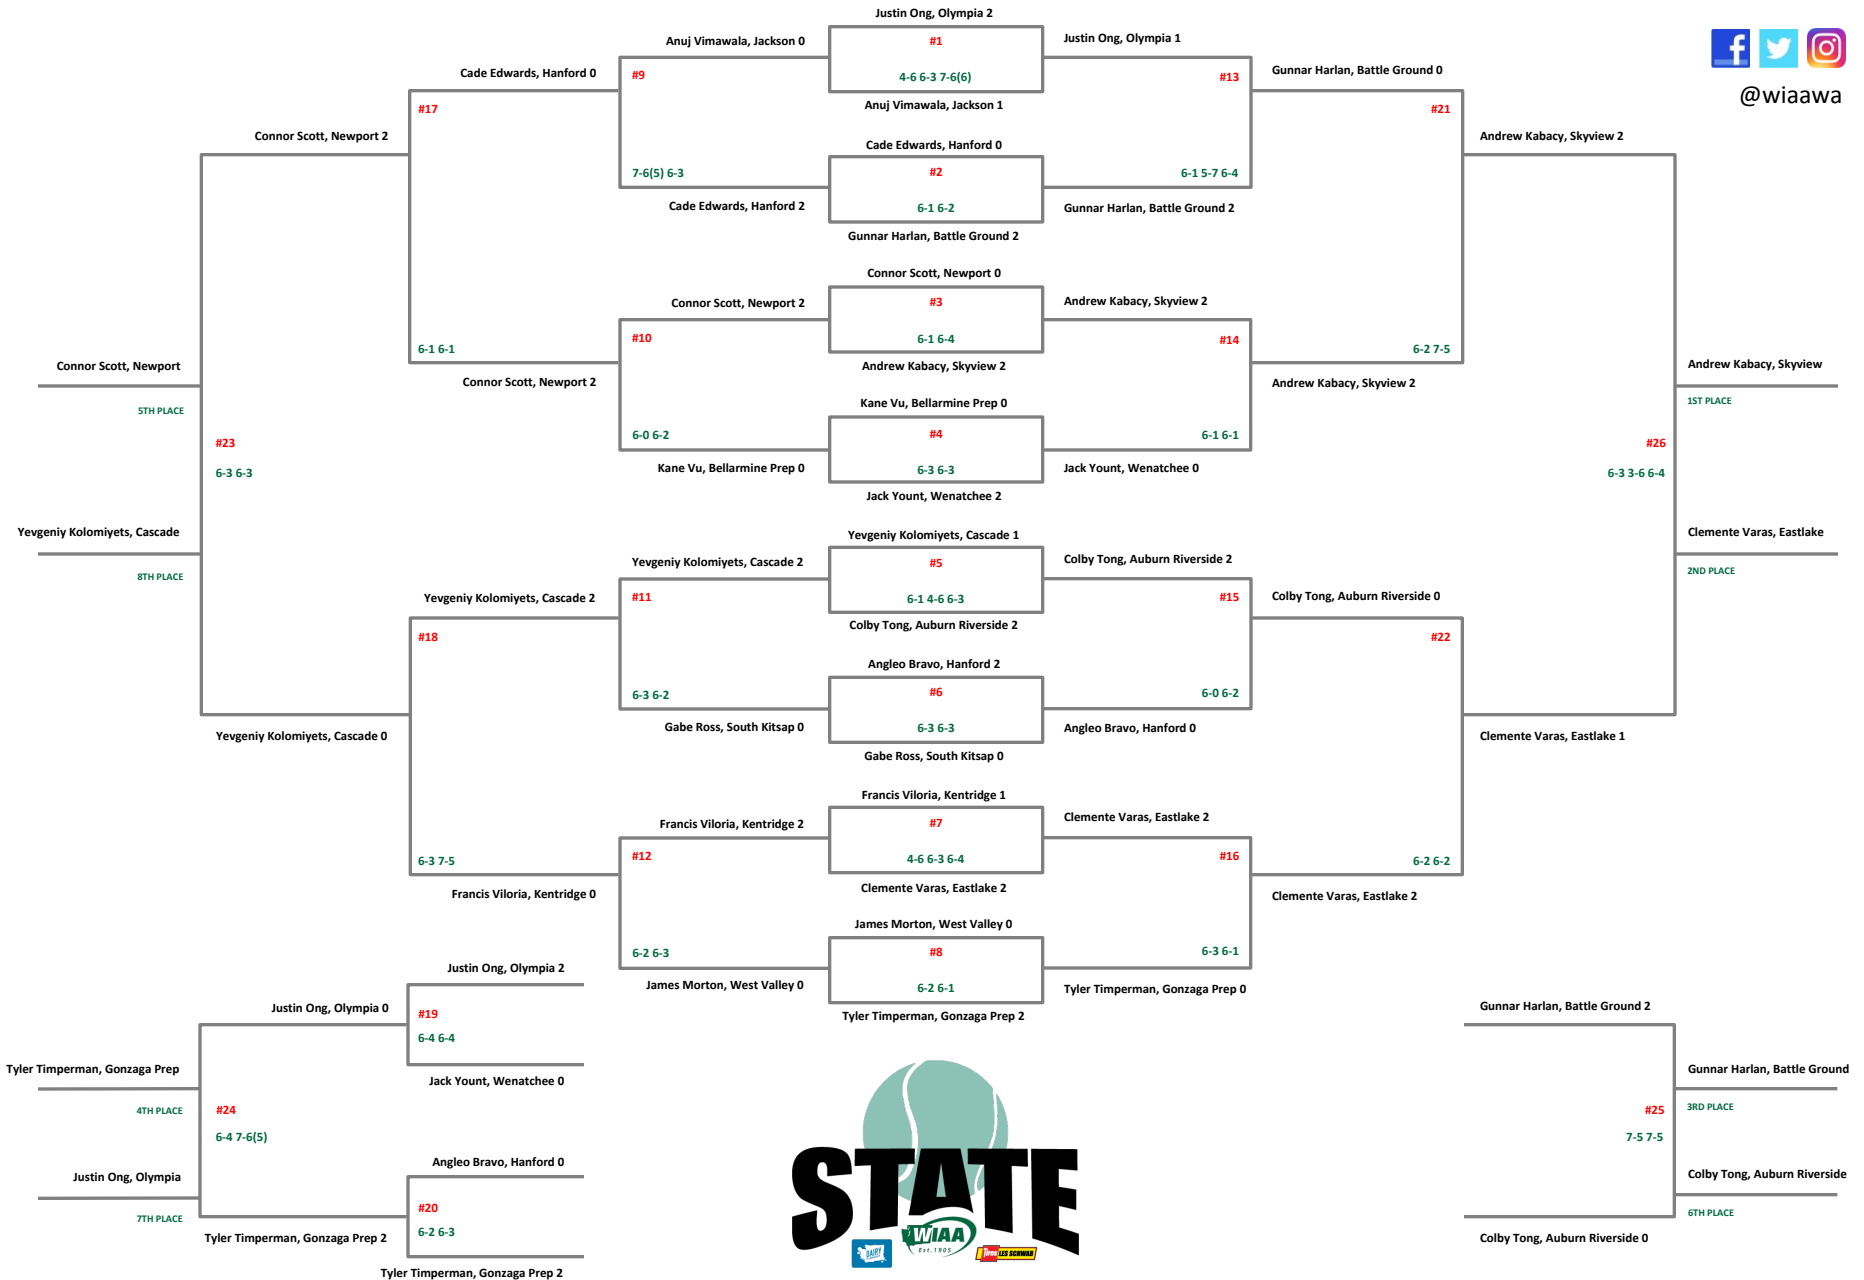 Justin Ong, Olympia 2
Anuj Vimawala, Jackson 0
#1
Justin Ong, Olympia 1
Cade Edwards, Hanford 0
#9
4-6 6-3 7-6(6)
#13
Gunnar Harlan, Battle Ground 0
@wiaawa
#17
Anuj Vimawala, Jackson 1
#21
Connor Scott, Newport 2
Cade Edwards, Hanford 0
Andrew Kabacy, Skyview 2
7-6(5) 6-3
#2
6-1 5-7 6-4
Cade Edwards, Hanford 2
6-1 6-2
Gunnar Harlan, Battle Ground 2
Gunnar Harlan, Battle Ground 2
Connor Scott, Newport 0
Connor Scott, Newport 2
#3
Andrew Kabacy, Skyview 2
#10
6-1 6-4
#14
6-1 6-1
6-2 7-5
Connor Scott, Newport
Andrew Kabacy, Skyview 2
Andrew Kabacy, Skyview
Connor Scott, Newport 2
Andrew Kabacy, Skyview 2
5TH PLACE
Kane Vu, Bellarmine Prep 0
1ST PLACE
#23
6-0 6-2
#4
6-1 6-1
#26
6-3 6-3
Kane Vu, Bellarmine Prep 0
6-3 6-3
Jack Yount, Wenatchee 0
6-3 3-6 6-4
Jack Yount, Wenatchee 2
Yevgeniy Kolomiyets, Cascade
Yevgeniy Kolomiyets, Cascade 1
Clemente Varas, Eastlake
Yevgeniy Kolomiyets, Cascade 2
#5
Colby Tong, Auburn Riverside 2
8TH PLACE
2ND PLACE
Yevgeniy Kolomiyets, Cascade 2
#11
6-1 4-6 6-3
#15
Colby Tong, Auburn Riverside 0
#18
Colby Tong, Auburn Riverside 2
#22
Angleo Bravo, Hanford 2
6-3 6-2
#6
6-0 6-2
Yevgeniy Kolomiyets, Cascade 0
Gabe Ross, South Kitsap 0
6-3 6-3
Angleo Bravo, Hanford 0
Clemente Varas, Eastlake 1
Gabe Ross, South Kitsap 0
Francis Viloria, Kentridge 1
Francis Viloria, Kentridge 2
#7
Clemente Varas, Eastlake 2
6-3 7-5
#12
4-6 6-3 6-4
#16
6-2 6-2
Francis Viloria, Kentridge 0
Clemente Varas, Eastlake 2
Clemente Varas, Eastlake 2
James Morton, West Valley 0
6-2 6-3
#8
6-3 6-1
Justin Ong, Olympia 2
James Morton, West Valley 0
6-2 6-1
Tyler Timperman, Gonzaga Prep 0
Justin Ong, Olympia 0
#19
Tyler Timperman, Gonzaga Prep 2
Gunnar Harlan, Battle Ground 2
6-4 6-4
Tyler Timperman, Gonzaga Prep
Jack Yount, Wenatchee 0
Gunnar Harlan, Battle Ground
4TH PLACE
#24
#25
3RD PLACE
6-4 7-6(5)
7-5 7-5
Justin Ong, Olympia
Angleo Bravo, Hanford 0
Colby Tong, Auburn Riverside
7TH PLACE
#20
6TH PLACE
Tyler Timperman, Gonzaga Prep 2
6-2 6-3
Colby Tong, Auburn Riverside 0
Tyler Timperman, Gonzaga Prep 2
STATE
WIAA
Est. 1905
DAIRY
Tires LES SCHWAB